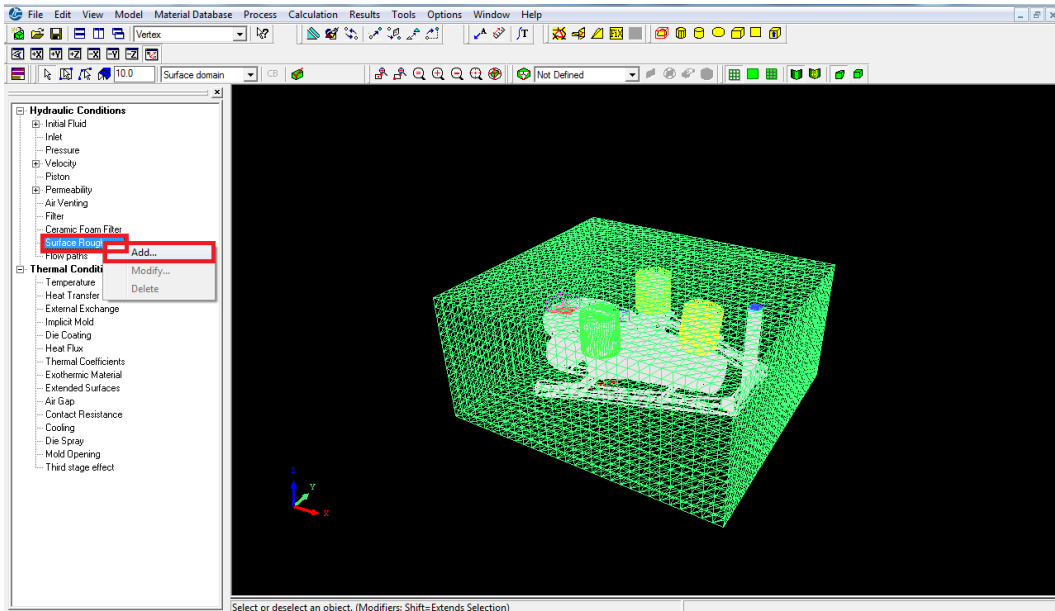 File Edit View Model Material Database Process Calculation Results Tools Options Window Help
Vertex
+X +Y +Z -X -Y -Z
10.0 Surface domain CB Not Defined
Hydraulic Conditions
Initial Fluid
Inlet
Pressure
Velocity
Piston
Permeability
Air Venting
Filter
Ceramic Foam Filter
Surface Rough
Add...
Flow paths
Thermal Conditi
Modify...
Temperature
Delete
Heat Transfer
External Exchange
Implicit Mold
Die Coating
Heat Flux
Thermal Coefficients
Exothermic Material
Extended Surfaces
Air Gap
Contact Resistance
Cooling
Die Spray
Mold Opening
Third stage effect
Z
Y
X
Select or deselect an object. (Modifiers: Shift=Extends Selection)